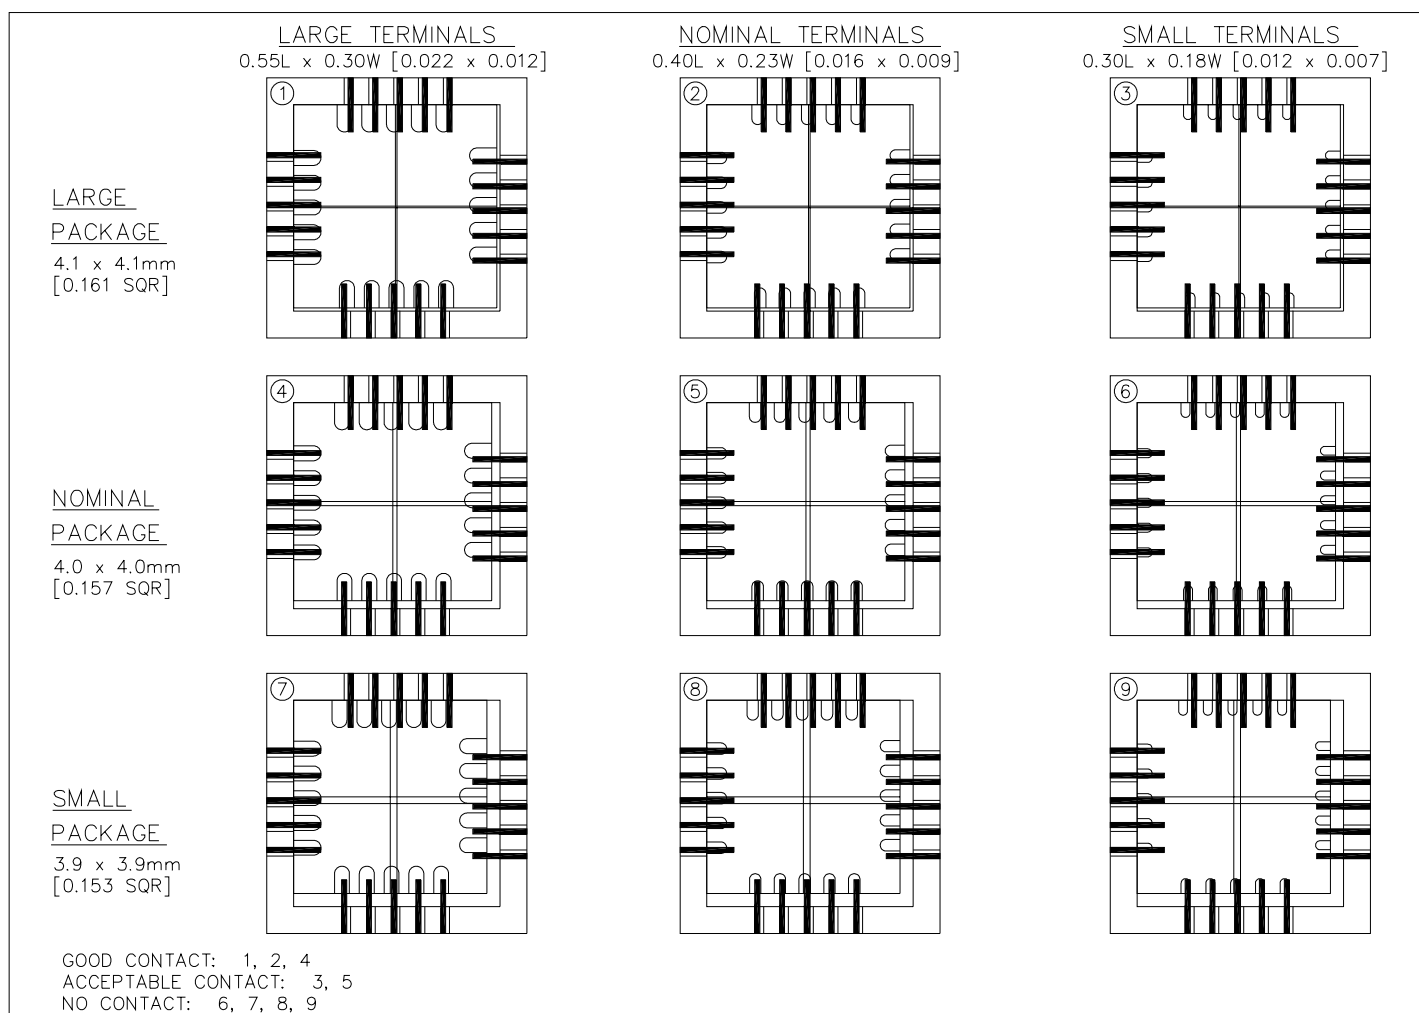 LARGE TERMINALS
0.55L x 0.30W [0.022 x 0.012]
NOMINAL TERMINALS
0.40L x 0.23W [0.016 x 0.009]
SMALL TERMINALS
0.30L x 0.18W [0.012 x 0.007]
1
2
3
LARGE
PACKAGE
4.1 x 4.1mm
[0.161 SQR]
4
5
6
NOMINAL
PACKAGE
4.0 x 4.0mm
[0.157 SQR]
7
8
9
SMALL
PACKAGE
3.9 x 3.9mm
[0.153 SQR]
GOOD CONTACT: 1, 2, 4
ACCEPTABLE CONTACT: 3, 5
NO CONTACT: 6, 7, 8, 9